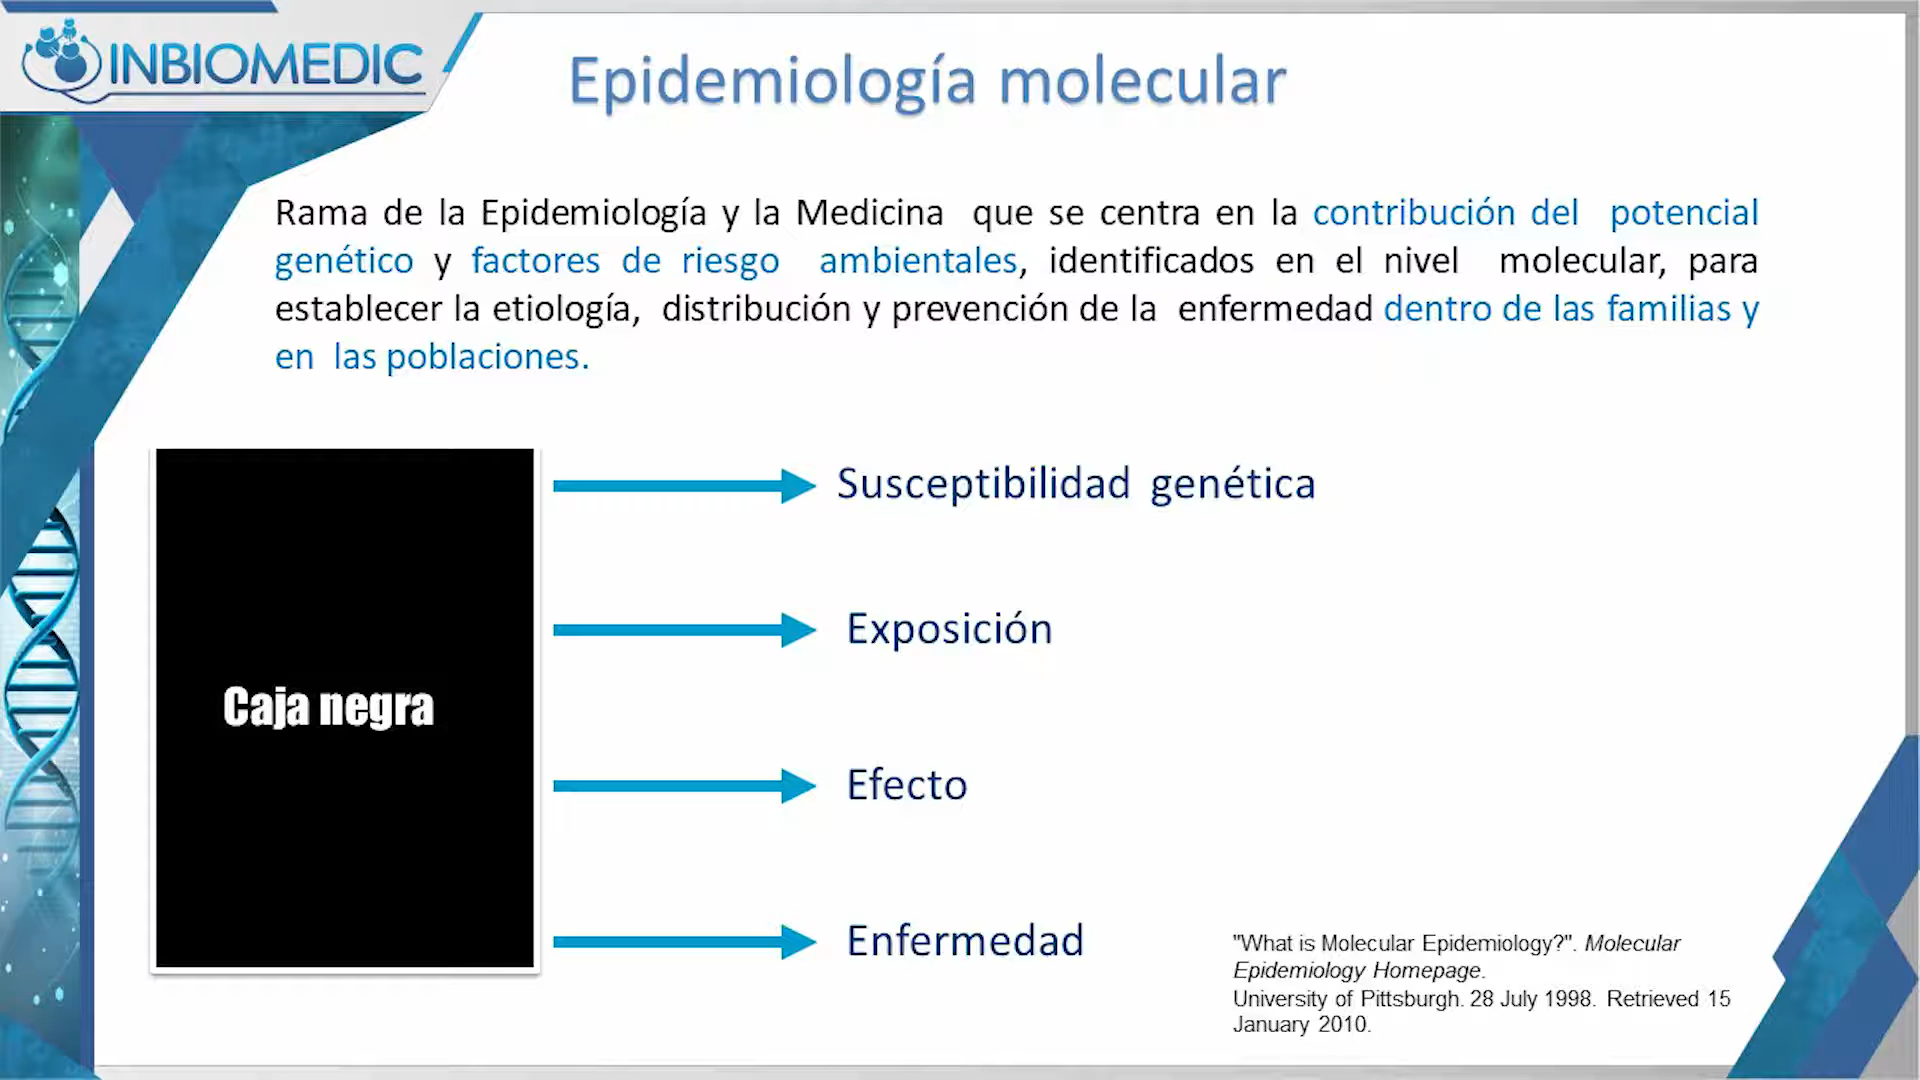 INBIOMEDIC
Epidemiología molecular
Rama de la Epidemiología y la Medicina que se centra en la contribución del potencial
genético y factores de riesgo ambientales, identificados en el nivel molecular, para
establecer la etiología, distribución y prevención de la enfermedad dentro de las familias y
en las poblaciones.
Caja negra
Susceptibilidad genética
Exposición
Efecto
Enfermedad
"What is Molecular Epidemiology?". Molecular
Epidemiology Homepage.
University of Pittsburgh. 28 July 1998. Retrieved 15
January 2010.